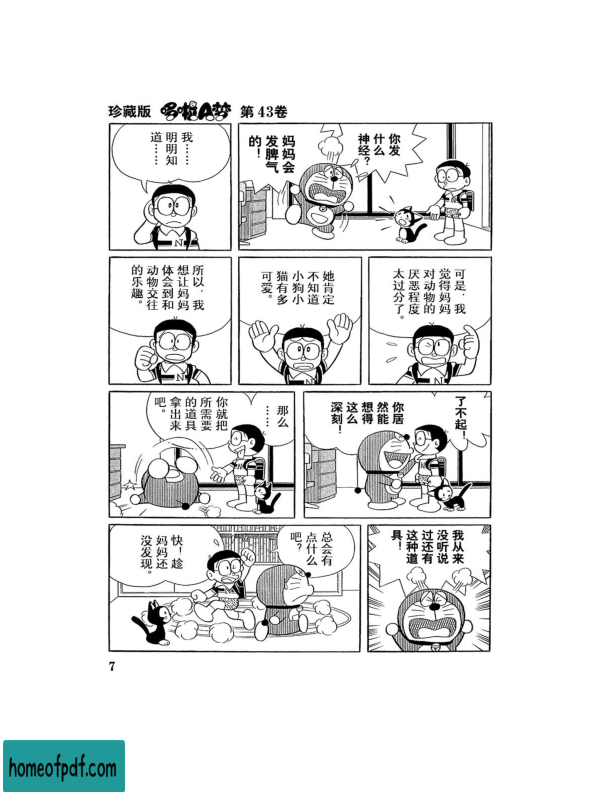 珍藏版 哆啦A梦 第43卷
你发
什么
神经?
妈妈会
发脾气
的!
我……
明明知
道……
可是,我
觉得妈妈
对动物的
厌恶程度
太过分了。
她肯定
不知道
小狗小
猫有多
可爱。
所以,我
想让妈妈
体会到和
动物交往
的乐趣。
了不起!
你居
然能
想得
这么
深刻!
那么
……
你就把
所需要
的道具
拿出来
吧。
我从来
没听说
过还有
这种道
具!
总会有
点什么
吧?
快!趁
妈妈还
没发现。
7
homeofpdf.com